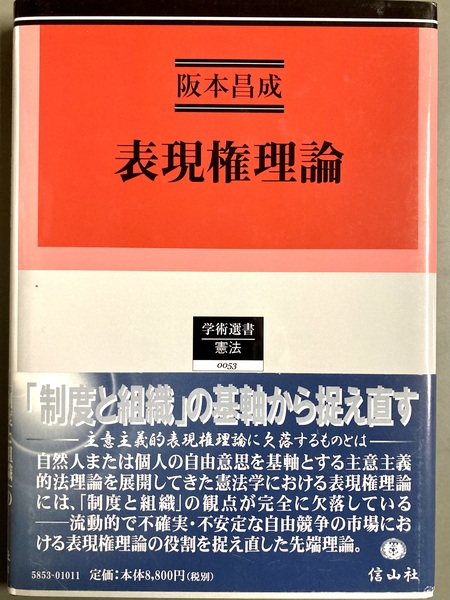 阪本昌成
表現権理論
学術選書
憲法
0053
「制度と組織」の基軸から捉え直す
――主意主義的表現権理論に欠落するものとは――
自然人または個人の自由意思を基軸とする主意主義
的法理論を展開してきた憲法学における表現権理論
には、「制度と組織」の観点が完全に欠落している
――流動的で不確実・不安定な自由競争の市場にお
ける表現権理論の役割を捉え直した先端理論。
5853-01011 定価:本体8,800円(税別)
信山社